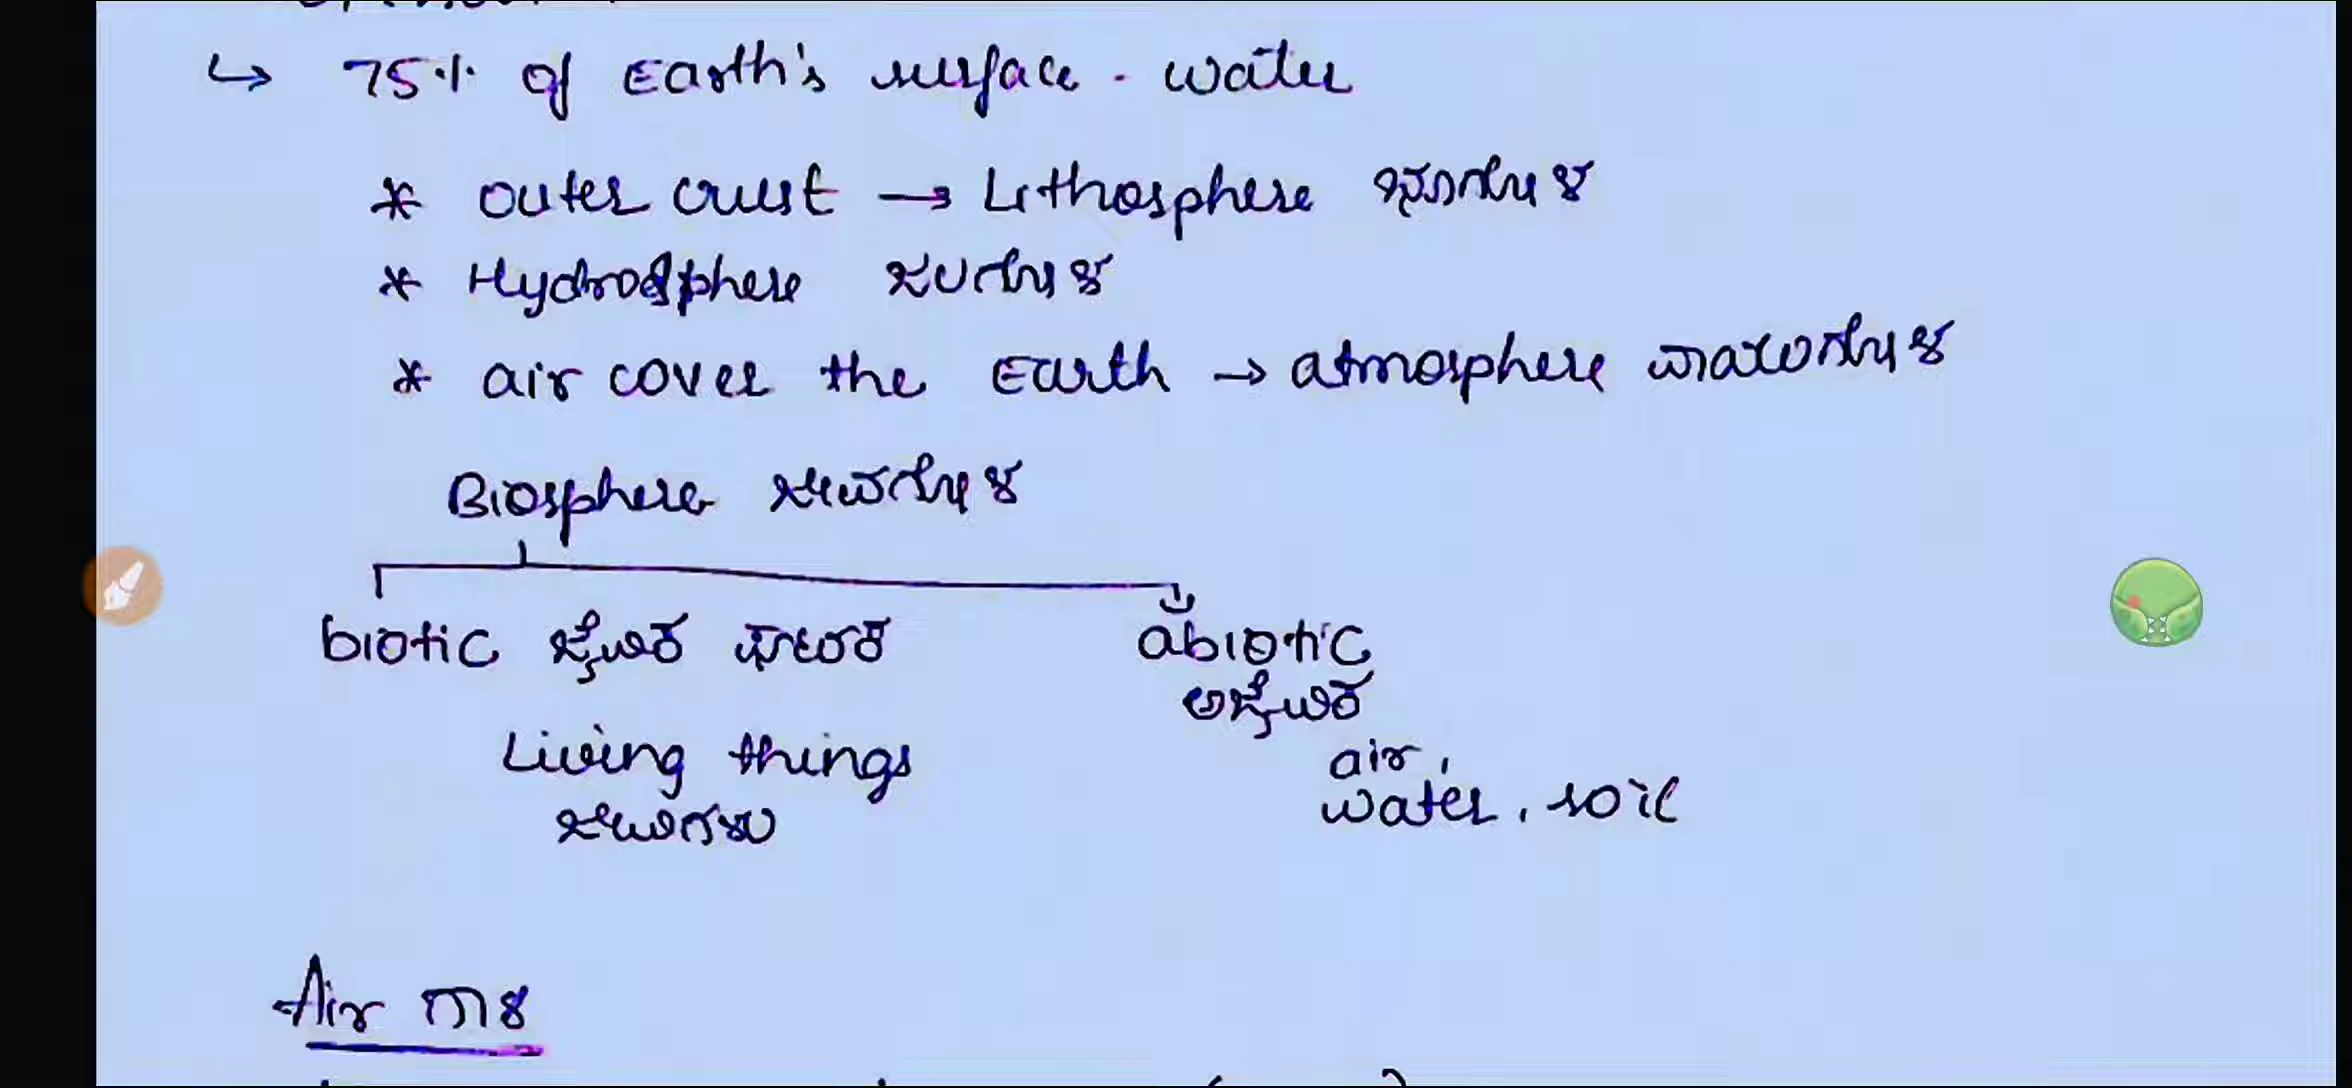 ↳ 75% of Earth's surface - water
* outer crust → Lithosphere ಭೂಗೋಳ
* Hydrosphere ಜಲಗೋಳ
* air cover the Earth → atmosphere ವಾಯುಗೋಳ
Biosphere ಜೀವಗೋಳ
biotic ಜೈವಿಕ ಘಟಕ abiotic
ಅಜೈವಿಕ
Living things air,
ಜೀವಿಗಳು water, soil
Air ಗಾಳಿ